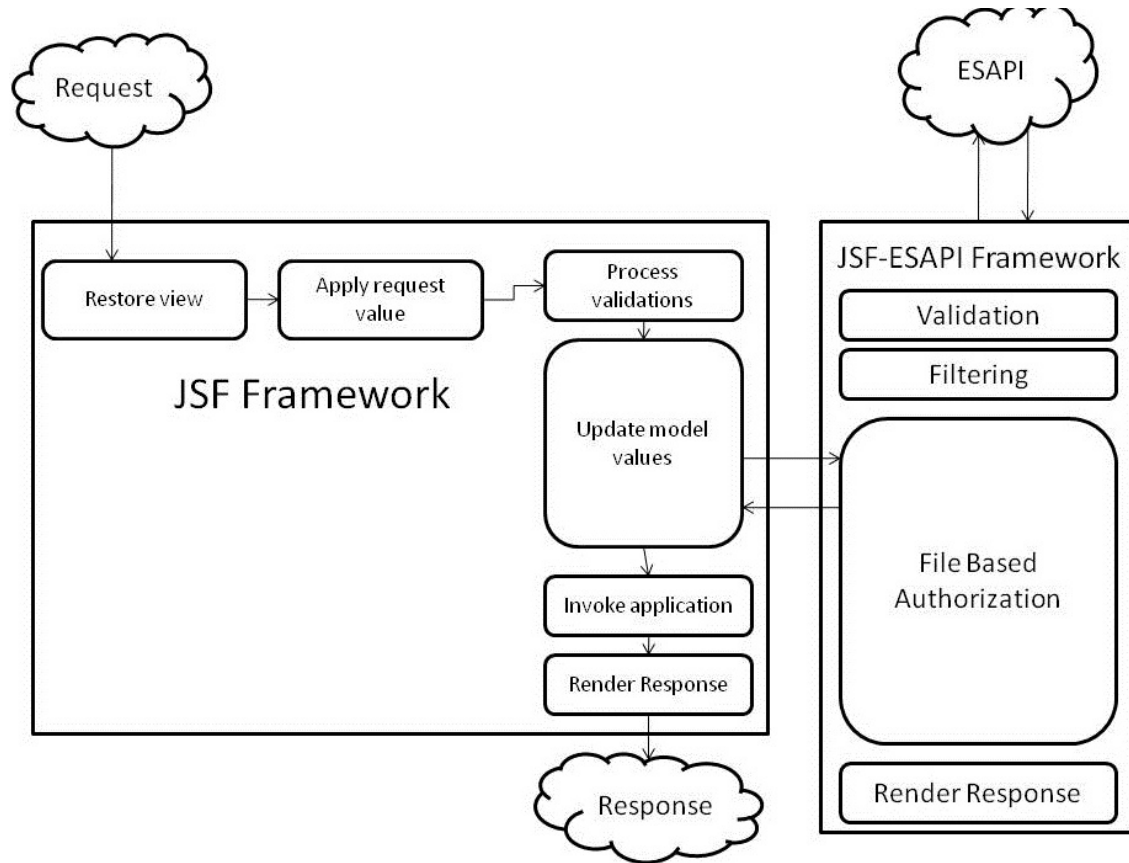 Request
ESAPI
Restore view
Apply request
value
Process
validations
JSF Framework
Update model
values
Invoke application
Render Response
Response
JSF-ESAPI Framework
Validation
Filtering
File Based
Authorization
Render Response